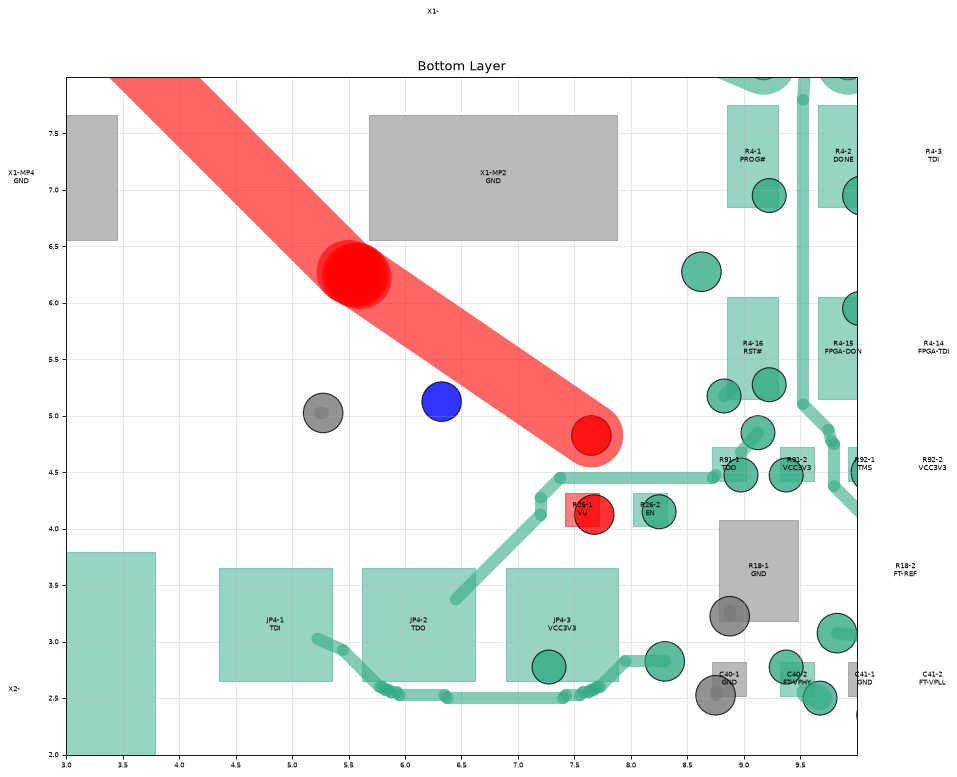 X1-
Bottom Layer
7.5
7.0
6.5
6.0
5.5
5.0
4.5
4.0
3.5
3.0
2.5
2.0
3.0
3.5
4.0
4.5
5.0
5.5
6.0
6.5
7.0
7.5
8.0
8.5
9.0
9.5
X1-MP4
GND
X1-MP2
GND
R4-1
PROG#
R4-2
DONE
R4-3
TDI
R4-16
RST#
R4-15
FPGA-DON
R4-14
FPGA-TDI
R91-1
TDO
R91-2
VCC3V3
R92-1
TMS
R92-2
VCC3V3
R26-1
VU
R26-2
EN
R18-1
GND
R18-2
FT-REF
JP4-1
TDI
JP4-2
TDO
JP4-3
VCC3V3
X2-
C40-1
GND
C40-2
FT-VPHY
C41-1
GND
C41-2
FT-VPLL